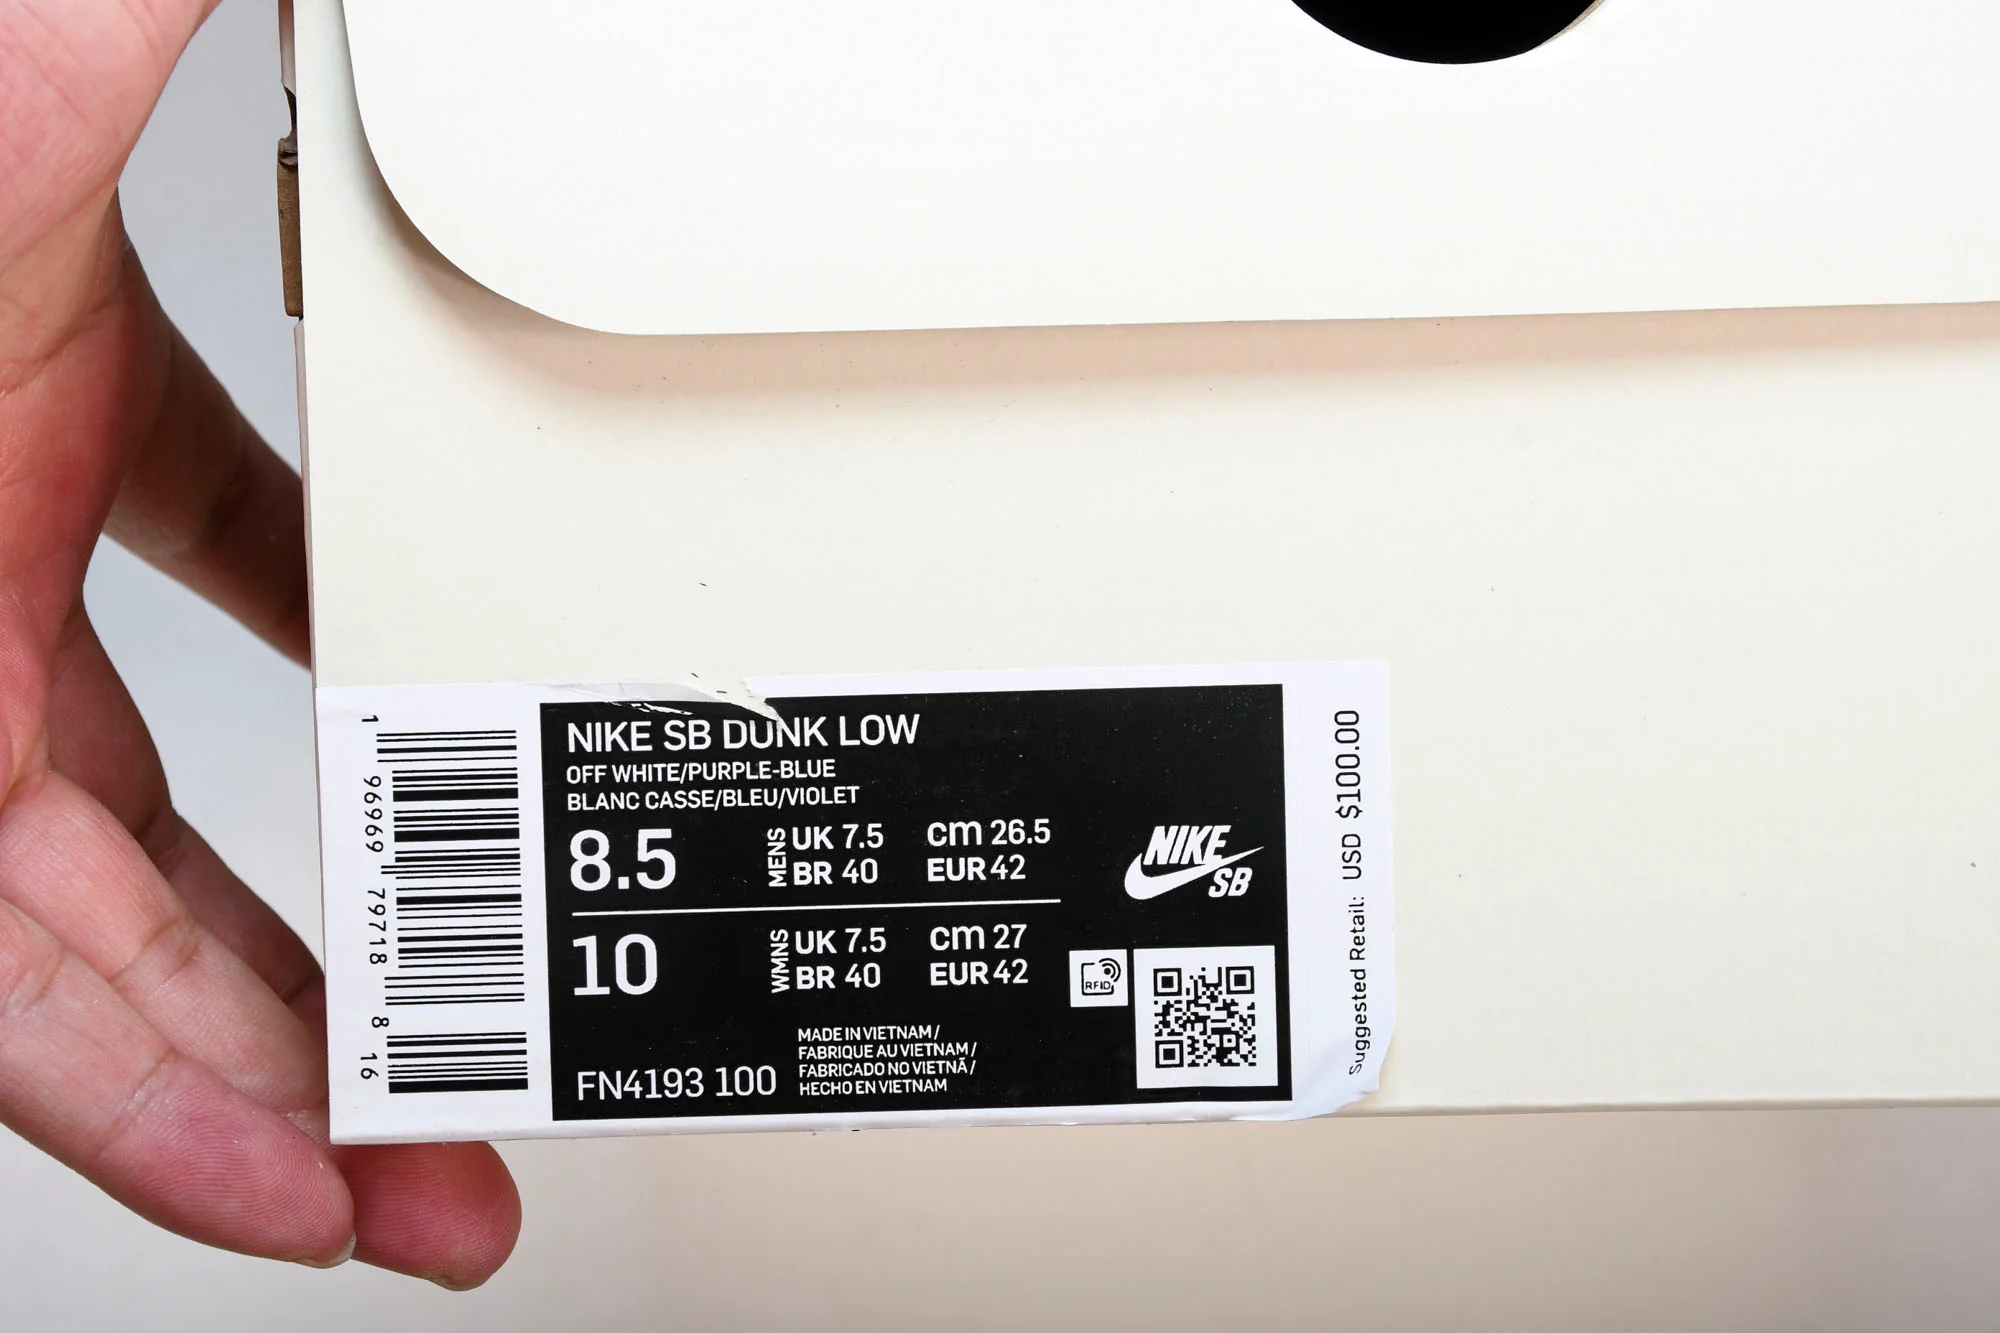 1 96969 79718 8 16
NIKE SB DUNK LOW
OFF WHITE/PURPLE-BLUE
BLANC CASSE/BLEU/VIOLET
8.5
MENS
UK 7.5 cm 26.5
BR 40 EUR 42
10
WMNS
UK 7.5 cm 27
BR 40 EUR 42
FN4193 100
MADE IN VIETNAM /
FABRIQUE AU VIETNAM /
FABRICADO NO VIETNÃ /
HECHO EN VIETNAM
NIKE
SB
RFID
Suggested Retail: USD $100.00